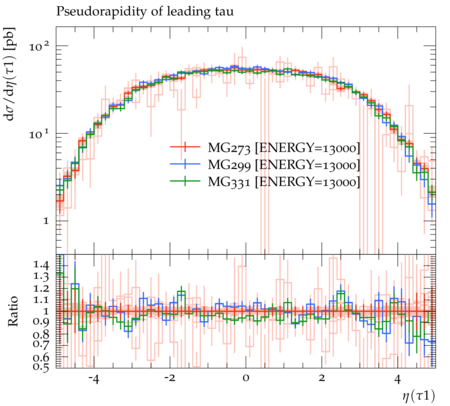 Pseudorapidity of leading tau
dσ/dη(τ1) [pb]
10²
10¹
1
MG273 [ENERGY=13000]
MG299 [ENERGY=13000]
MG331 [ENERGY=13000]
Ratio
1.4
1.3
1.2
1.1
1
0.9
0.8
0.7
0.6
0.5
-4 -2 0 2 4
η(τ1)